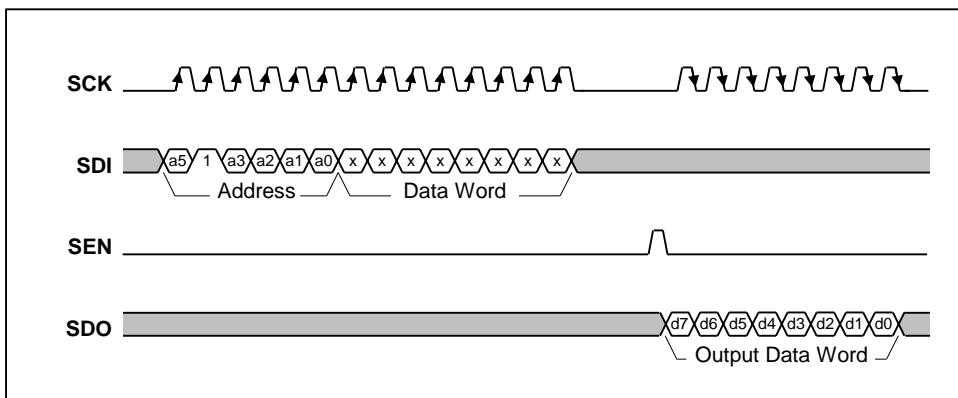 SCK
SDI a5 1 a3 a2 a1 a0 x x x x x x x x
Address Data Word
SEN
SDO d7 d6 d5 d4 d3 d2 d1 d0
Output Data Word